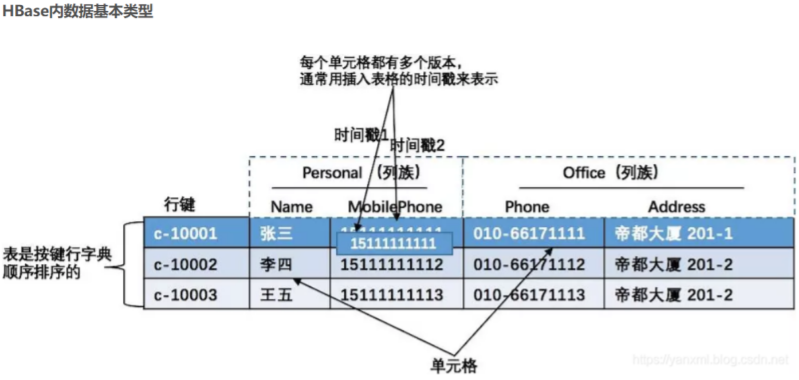 HBase内数据基本类型
每个单元格都有多个版本,
通常用插入表格的时间戳来表示
时间戳1
时间戳2
Personal （列族）
Office（列族）
行键
Name
MobilePhone
Phone
Address
表是按键行字典
顺序排序的
c-10001
张三
15111111111
010-66171111
帝都大厦 201-1
c-10002
李四
15111111112
010-66171112
帝都大厦 201-2
c-10003
王五
15111111113
010-66171113
帝都大厦 201-2
单元格
https://yanxml.blog.csdn.net